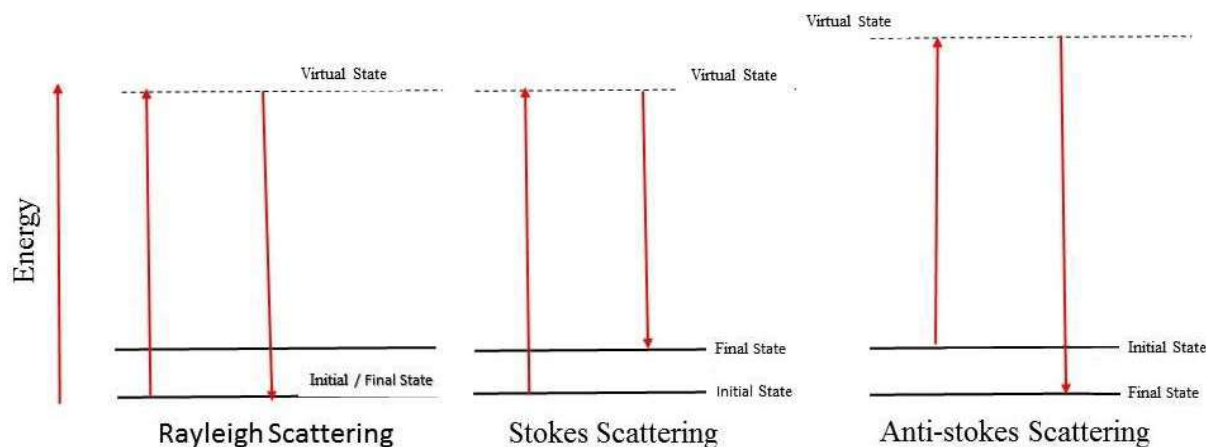 Virtual State
Virtual State
Virtual State
Energy
Initial / Final State
Final State
Initial State
Initial State
Final State
Rayleigh Scattering
Stokes Scattering
Anti-stokes Scattering